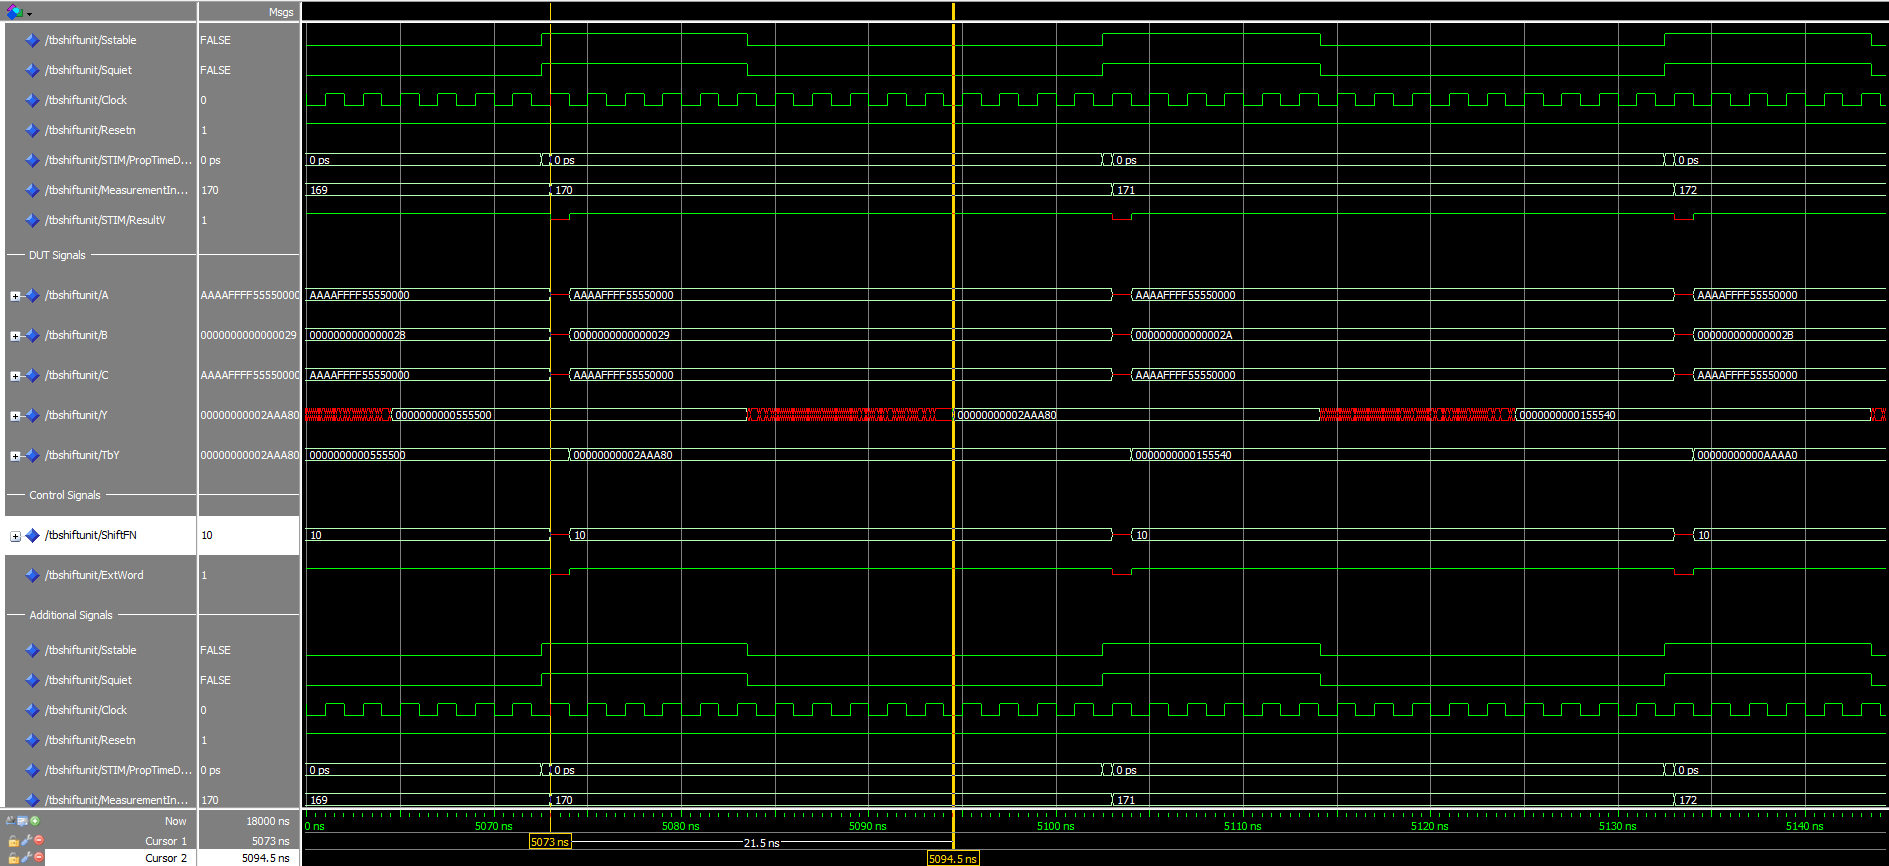 Msgs
/tbshiftunit/Sstable FALSE
/tbshiftunit/Squiet FALSE
/tbshiftunit/Clock 0
/tbshiftunit/Resetn 1
/tbshiftunit/STIM/PropTimeD... 0 ps 0 ps 0 ps 0 ps 0 ps
/tbshiftunit/MeasurementIn... 170 169 170 171 172
/tbshiftunit/STIM/ResultV 1
DUT Signals
/tbshiftunit/A AAAAFFFF55550000 AAAAFFFF55550000 AAAAFFFF55550000 AAAAFFFF55550000 AAAAFFFF55550000
/tbshiftunit/B 0000000000000029 0000000000000028 0000000000000029 000000000000002A 000000000000002B
/tbshiftunit/C AAAAFFFF55550000 AAAAFFFF55550000 AAAAFFFF55550000 AAAAFFFF55550000 AAAAFFFF55550000
/tbshiftunit/Y 00000000002AAA80 0000000000555500 00000000002AAA80 0000000000155540
/tbshiftunit/TbY 00000000002AAA80 0000000000555500 00000000002AAA80 0000000000155540 00000000000AAAA0
Control Signals
/tbshiftunit/ShiftFN 10 10 10 10 10
/tbshiftunit/ExtWord 1
Additional Signals
/tbshiftunit/Sstable FALSE
/tbshiftunit/Squiet FALSE
/tbshiftunit/Clock 0
/tbshiftunit/Resetn 1
/tbshiftunit/STIM/PropTimeD... 0 ps 0 ps 0 ps 0 ps 0 ps
/tbshiftunit/MeasurementIn... 170 169 170 171 172
Now 18000 ns 0 ns 5070 ns 5080 ns 5090 ns 5100 ns 5110 ns 5120 ns 5130 ns 5140 ns
Cursor 1 5073 ns 5073 ns 21.5 ns
Cursor 2 5094.5 ns 5094.5 ns